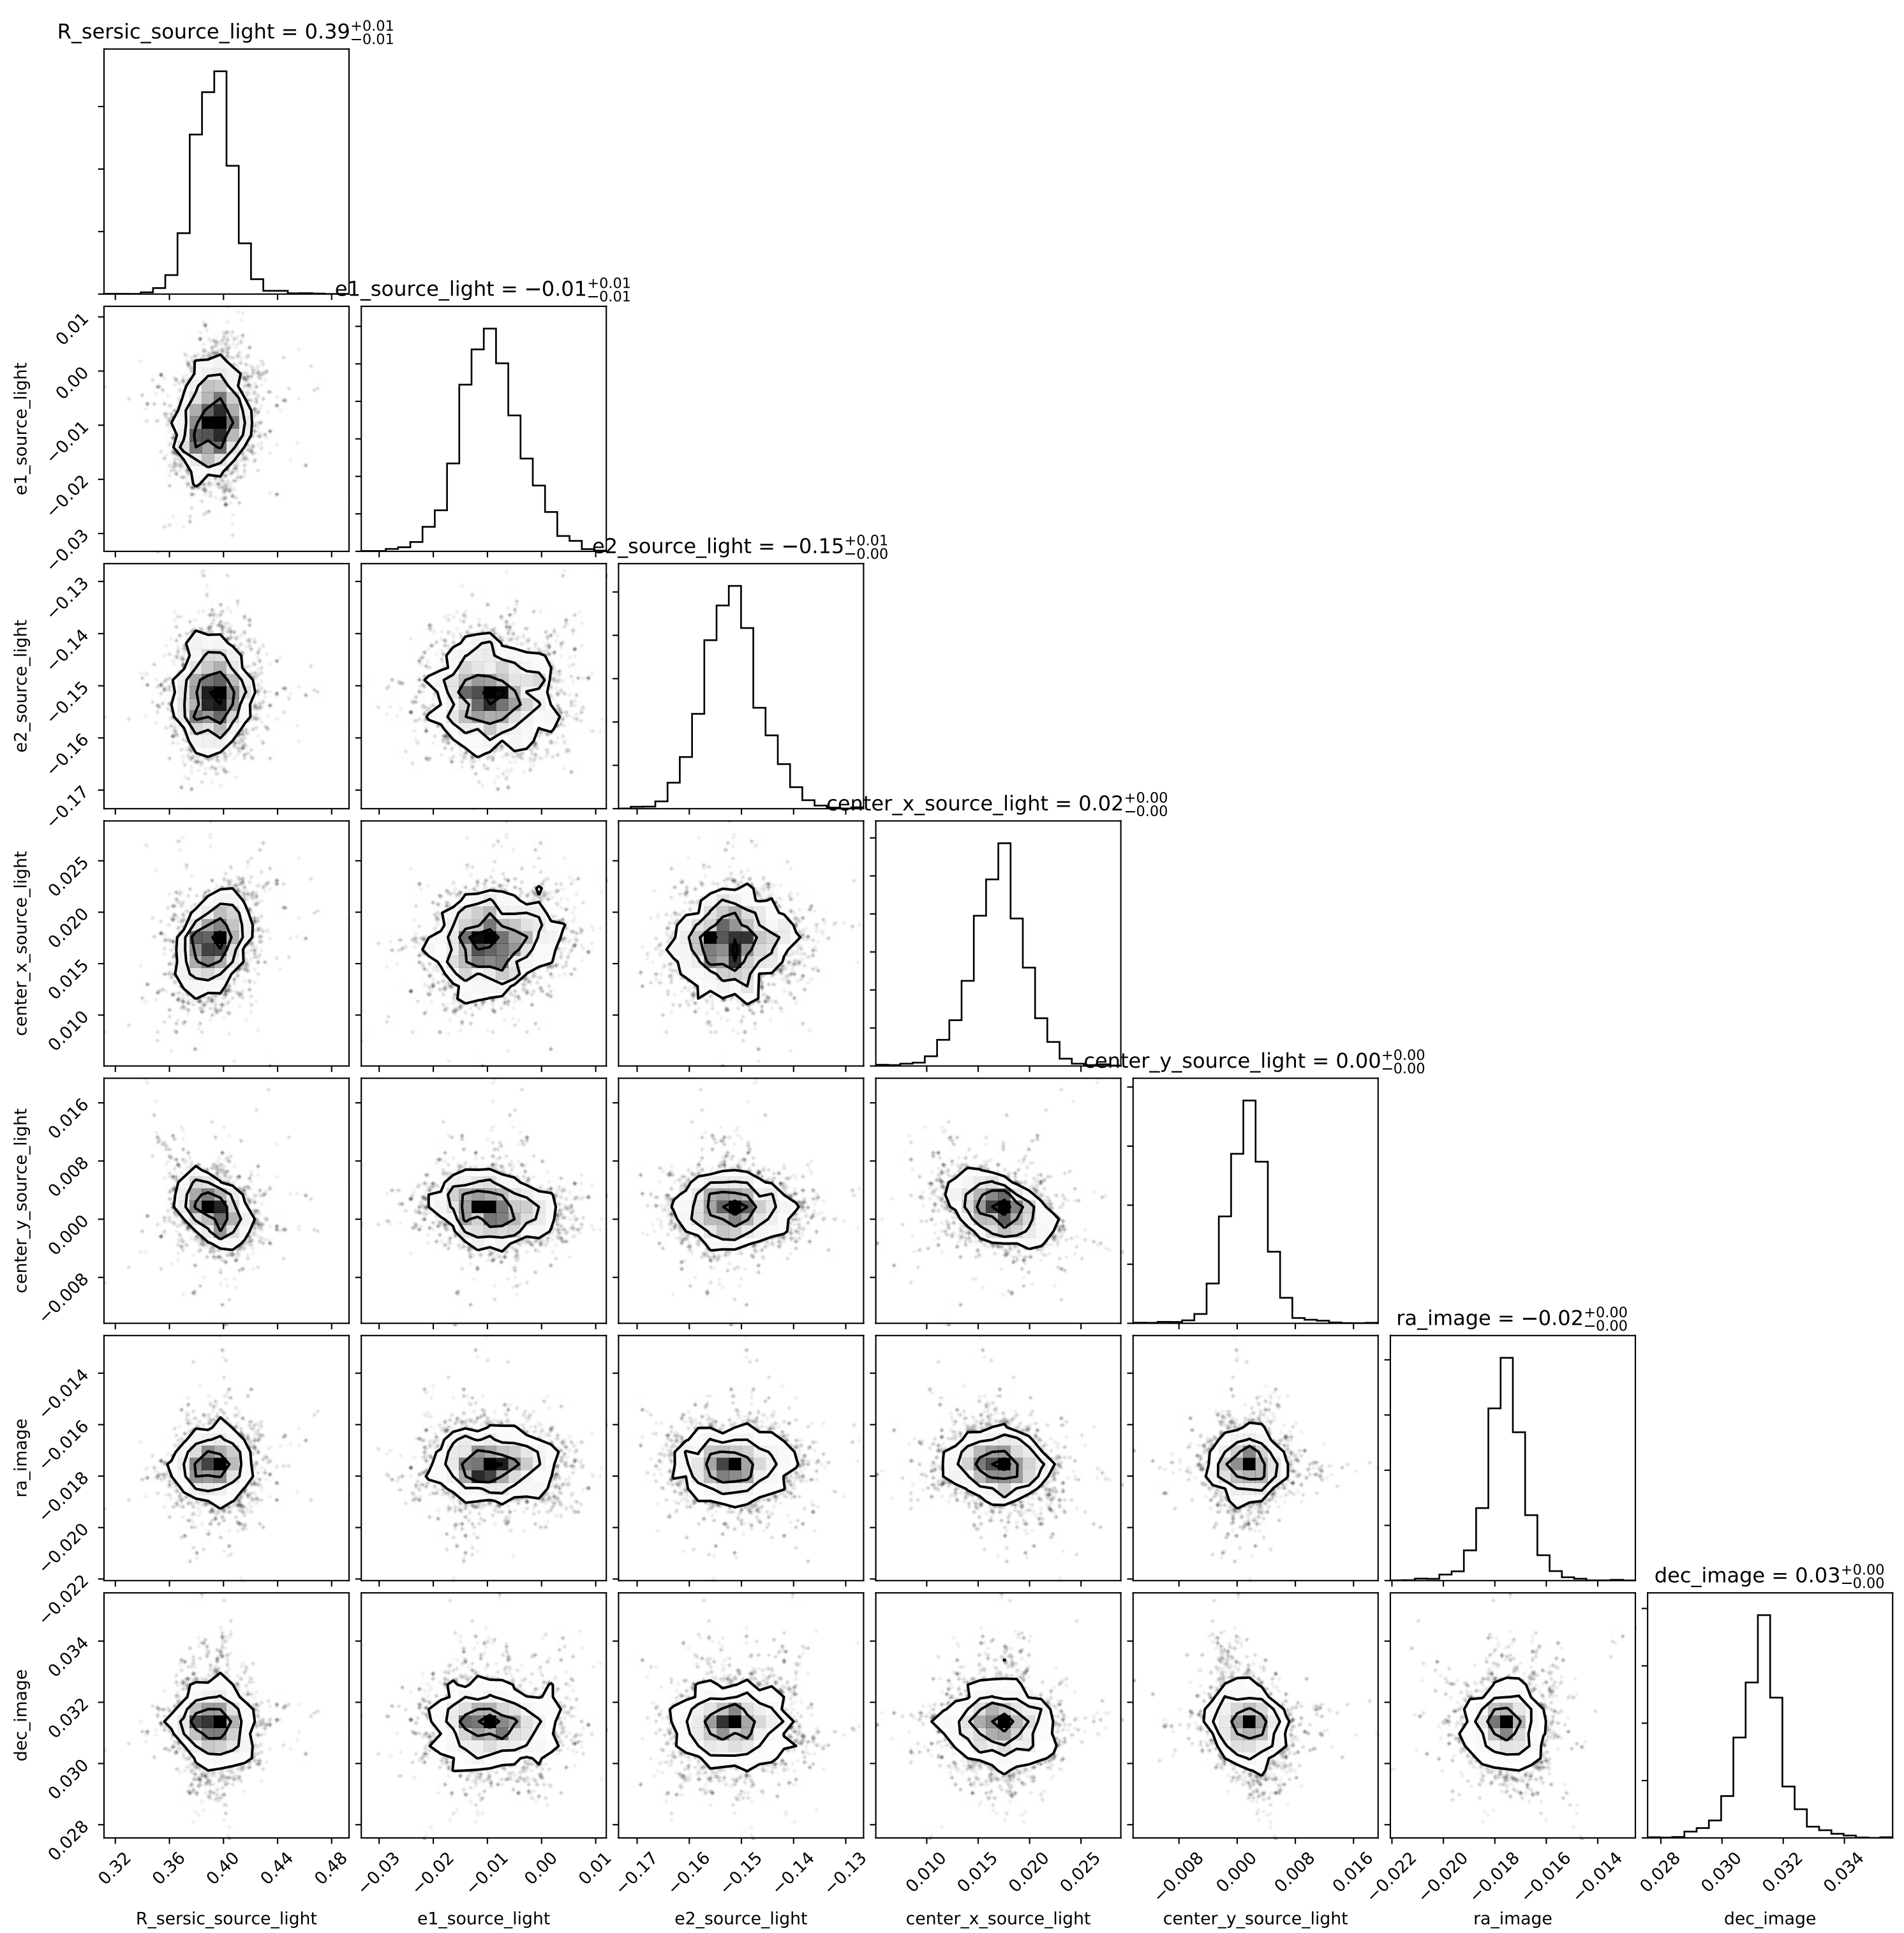 R_sersic_source_light = 0.39+0.01 −0.01
e1_source_light = −0.01+0.01 −0.01
0.01
0.00
−0.01
−0.02
−0.03
e1_source_light
e2_source_light = −0.15+0.01 −0.00
−0.13
−0.14
−0.15
−0.16
−0.17
e2_source_light
center_x_source_light = 0.02+0.00 −0.00
0.025
0.020
0.015
0.010
center_x_source_light
center_y_source_light = 0.00+0.00 −0.00
0.016
0.008
0.000
−0.008
center_y_source_light
ra_image = −0.02+0.00 −0.00
−0.014
−0.016
−0.018
−0.020
−0.022
ra_image
dec_image = 0.03+0.00 −0.00
0.034
0.032
0.030
0.028
dec_image
0.32 0.36 0.40 0.44 0.48
−0.03 −0.02 −0.01 0.00 0.01
−0.17 −0.16 −0.15 −0.14 −0.13
0.010 0.015 0.020 0.025
−0.008 0.000 0.008 0.016
−0.022 −0.020 −0.018 −0.016 −0.014
0.028 0.030 0.032 0.034
R_sersic_source_light
e1_source_light
e2_source_light
center_x_source_light
center_y_source_light
ra_image
dec_image